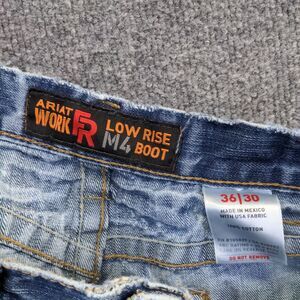 ARIAT
WORK FR
LOW RISE
M4 BOOT
36|30
MADE IN MEXICO
WITH USA FABRIC
100% COTTON
DO NOT REMOVE